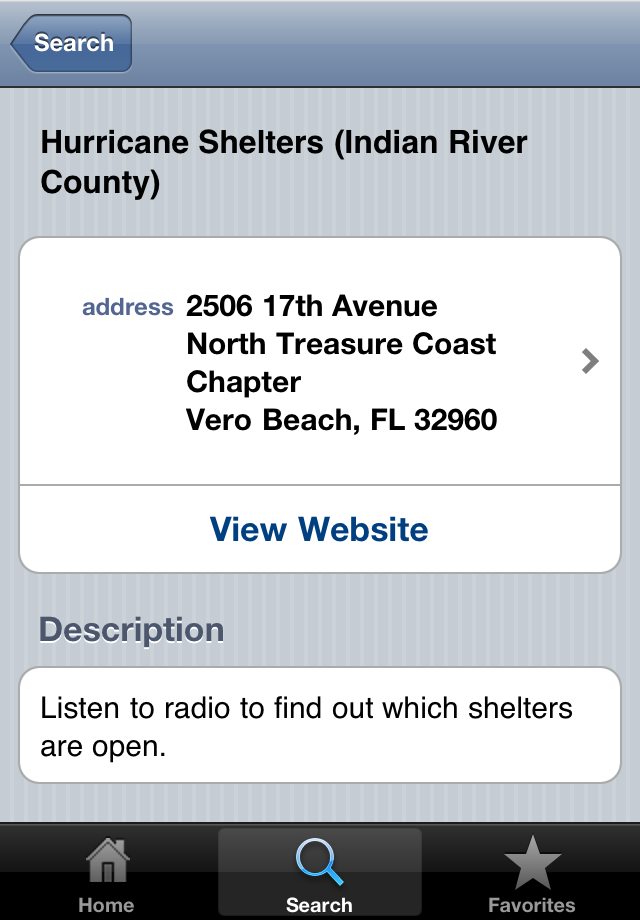 Search
Hurricane Shelters (Indian River
County)
address 2506 17th Avenue
North Treasure Coast
Chapter
Vero Beach, FL 32960
View Website
Description
Listen to radio to find out which shelters
are open.
Home Search Favorites